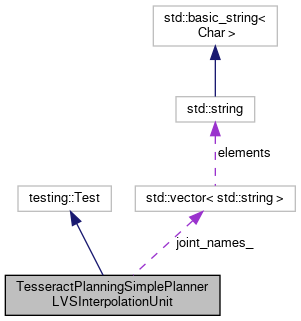 std::basic_string<
Char >
std::string
elements
testing::Test
std::vector< std::string >
joint_names_
TesseractPlanningSimplePlanner
LVSInterpolationUnit